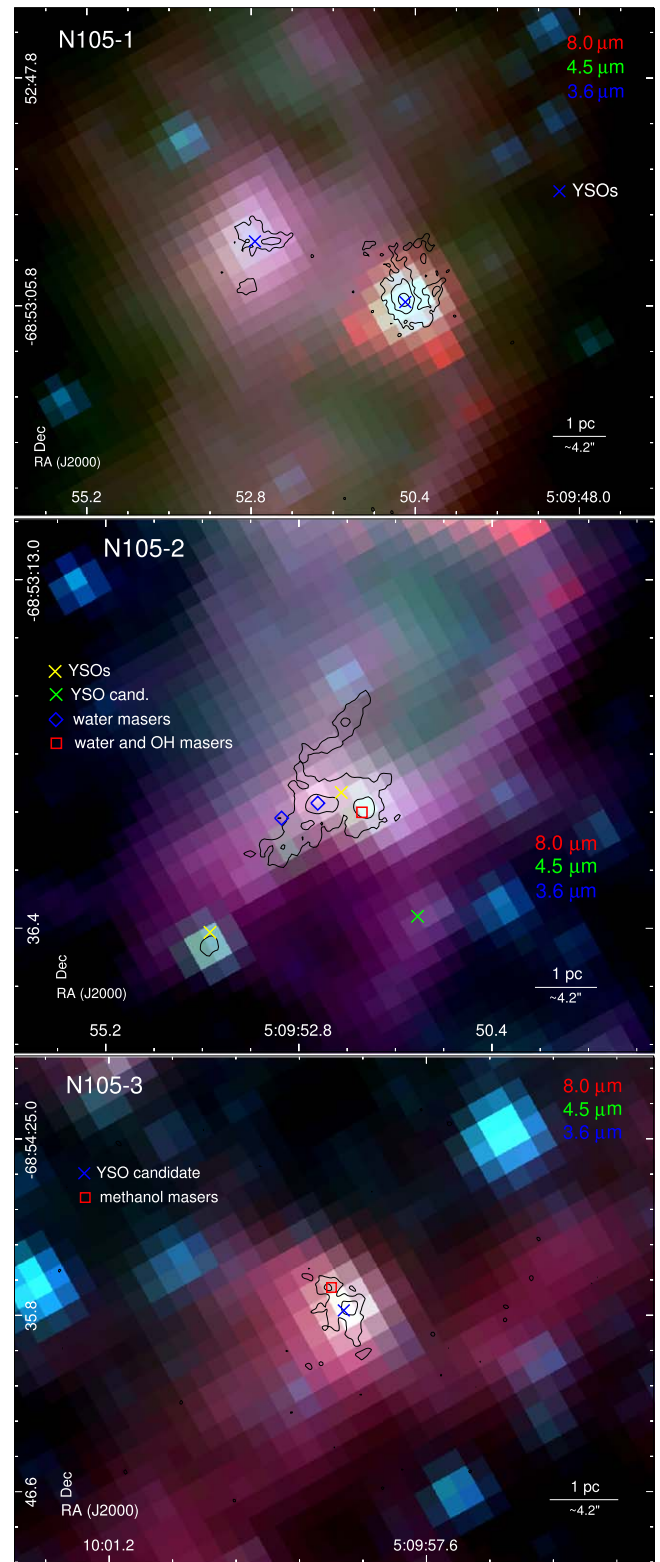 N105-1
8.0 μm
4.5 μm
3.6 μm
52:47.8
YSOs
-68:53:05.8
1 pc
~4.2"
Dec
RA (J2000)
55.2
52.8
50.4
5:09:48.0
N105-2
-68:53:13.0
YSOs
YSO cand.
water masers
water and OH masers
8.0 μm
4.5 μm
3.6 μm
36.4
Dec
RA (J2000)
1 pc
~4.2"
55.2
5:09:52.8
50.4
N105-3
8.0 μm
4.5 μm
3.6 μm
-68:54:25.0
YSO candidate
methanol masers
35.8
46.6
Dec
RA (J2000)
1 pc
~4.2"
10:01.2
5:09:57.6